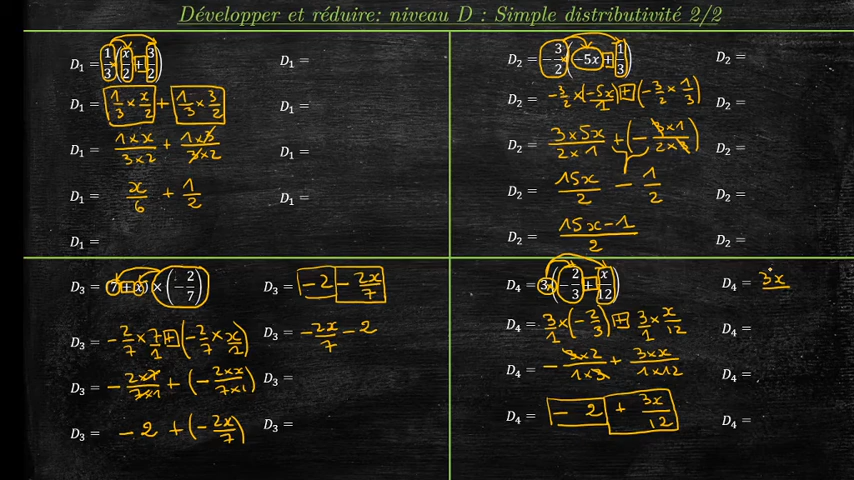 Développer et réduire: niveau D : Simple distributivité 2/2
D₁ = 1/3 (x/2 + 3/2)
D₁ = 1/3 × x/2 + 1/3 × 3/2
D₁ = 1×x/3×2 + 1×3/3×2
D₁ = x/6 + 1/2
D₁ =
D₁ =
D₁ =
D₁ =
D₁ =
D₂ = -3/2 (-5x + 1/3)
D₂ = -3/2 × (-5x/1) + (-3/2 × 1/3)
D₂ = 3×5x/2×1 + (- 3×1/2×3)
D₂ = 15x/2 - 1/2
D₂ = 15x-1/2
D₂ =
D₂ =
D₂ =
D₂ =
D₂ =
D₃ = (7 + x) × (-2/7)
D₃ = -2/7 × 7/1 + (-2/7 × x/1)
D₃ = - 2×7/7×1 + (- 2×x/7×1)
D₃ = -2 + (-2x/7)
D₃ = -2 - 2x/7
D₃ = -2x/7 - 2
D₃ =
D₃ =
D₄ = 3 (-2/3 + x/12)
D₄ = 3/1 × (-2/3) + 3/1 × x/12
D₄ = - 3×2/1×3 + 3×x/1×12
D₄ = - 2 + 3x/12
D₄ = 3x
D₄ =
D₄ =
D₄ =